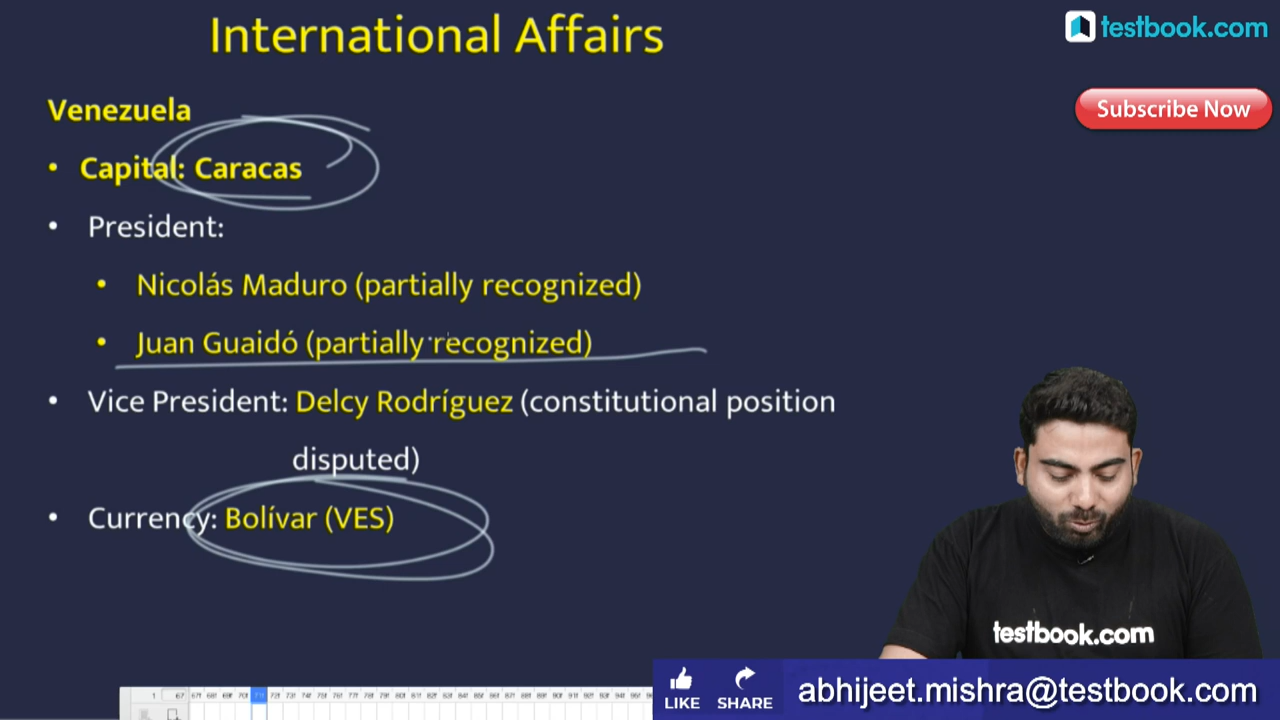 International Affairs
testbook.com
Subscribe Now
Venezuela
• Capital: Caracas
• President:
• Nicolás Maduro (partially recognized)
• Juan Guaidó (partially recognized)
• Vice President: Delcy Rodríguez (constitutional position
disputed)
• Currency: Bolívar (VES)
testbook.com
LIKE SHARE abhijeet.mishra@testbook.com